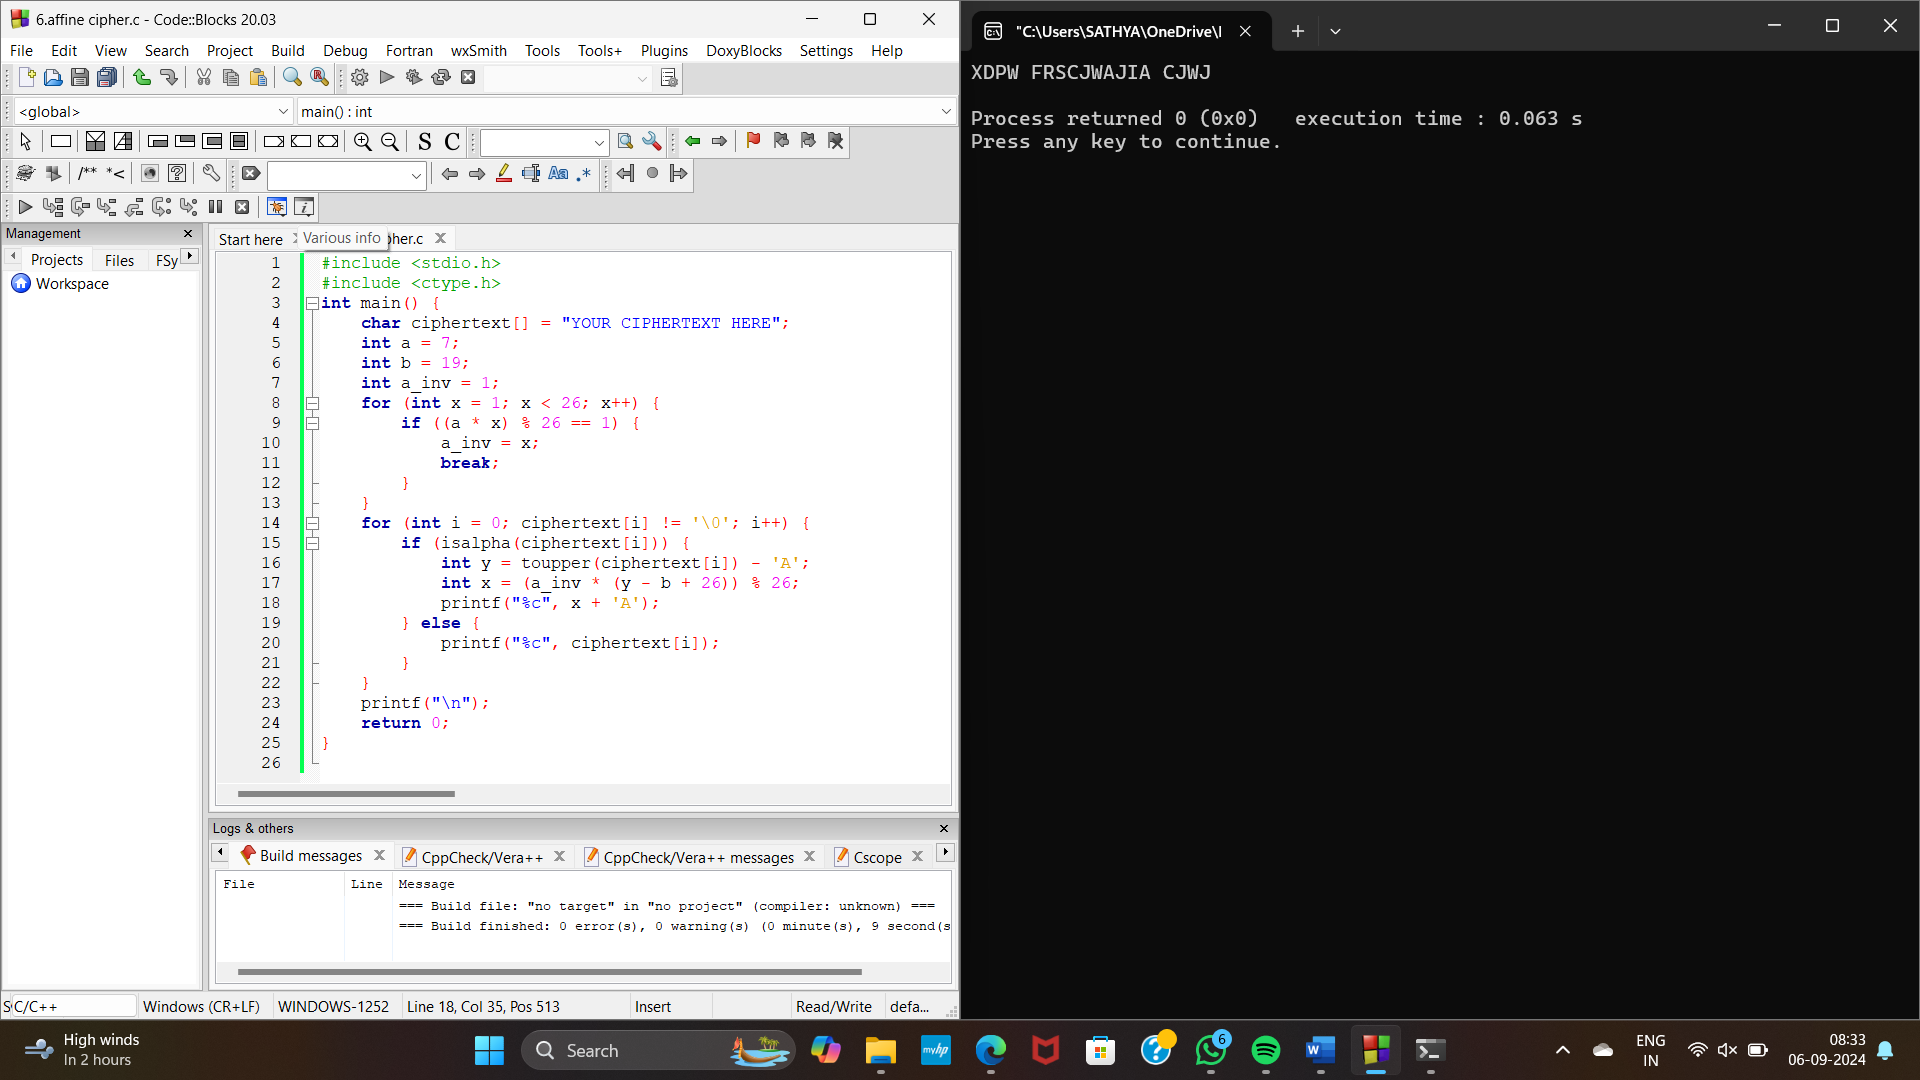 6.affine cipher.c - Code::Blocks 20.03
File Edit View Search Project Build Debug Fortran wxSmith Tools Tools+ Plugins DoxyBlocks Settings Help
<global>
main() : int
S C
/** *<
Aa .*
Management
Projects Files FSy
Workspace
Start here
Various info
pher.c
1 #include <stdio.h>
2 #include <ctype.h>
3 int main() {
4 char ciphertext[] = "YOUR CIPHERTEXT HERE";
5 int a = 7;
6 int b = 19;
7 int a_inv = 1;
8 for (int x = 1; x < 26; x++) {
9 if ((a * x) % 26 == 1) {
10 a_inv = x;
11 break;
12 }
13 }
14 for (int i = 0; ciphertext[i] != '\0'; i++) {
15 if (isalpha(ciphertext[i])) {
16 int y = toupper(ciphertext[i]) - 'A';
17 int x = (a_inv * (y - b + 26)) % 26;
18 printf("%c", x + 'A');
19 } else {
20 printf("%c", ciphertext[i]);
21 }
22 }
23 printf("\n");
24 return 0;
25 }
26
Logs & others
Build messages CppCheck/Vera++ CppCheck/Vera++ messages Cscope
File Line Message
=== Build file: "no target" in "no project" (compiler: unknown) ===
=== Build finished: 0 error(s), 0 warning(s) (0 minute(s), 9 second(s
C/C++ Windows (CR+LF) WINDOWS-1252 Line 18, Col 35, Pos 513 Insert Read/Write defa...
"C:\Users\SATHYA\OneDrive\I
XDPW FRSCJWAJIA CJWJ
Process returned 0 (0x0) execution time : 0.063 s
Press any key to continue.
High winds
In 2 hours
Search
myhp
6
ENG
IN
08:33
06-09-2024